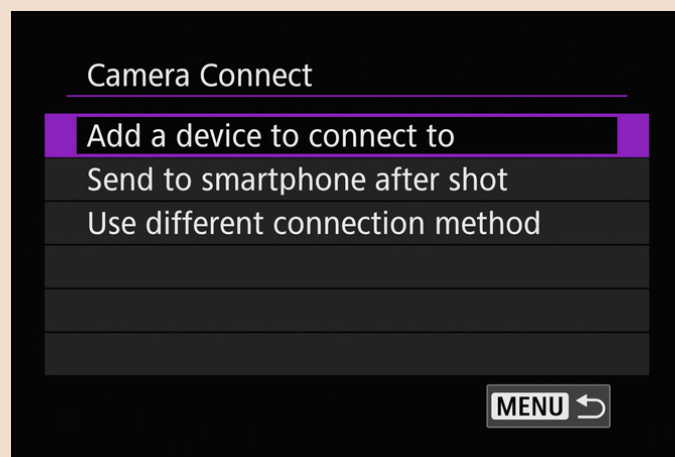 Camera Connect
Add a device to connect to
Send to smartphone after shot
Use different connection method
MENU